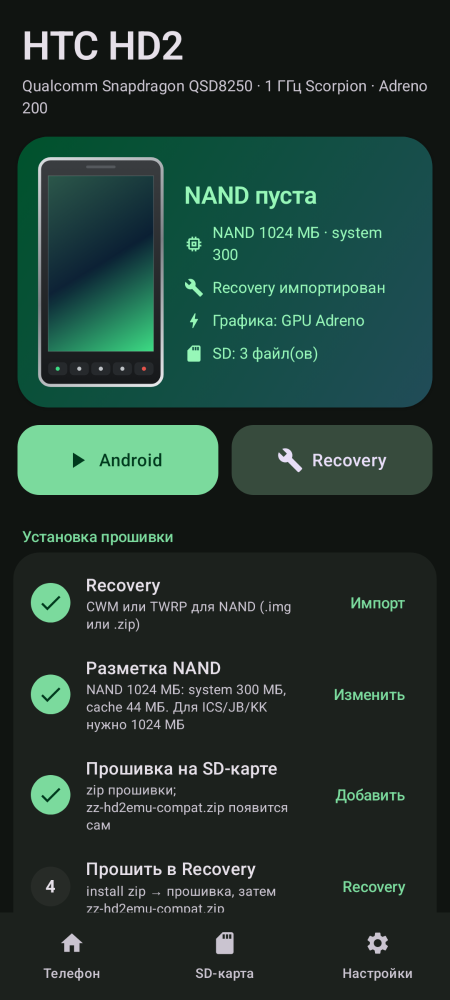 HTC HD2
Qualcomm Snapdragon QSD8250 · 1 ГГц Scorpion · Adreno
200
NAND пуста
NAND 1024 МБ · system
300
Recovery импортирован
Графика: GPU Adreno
SD: 3 файл(ов)
Android
Recovery
Установка прошивки
Recovery
CWM или TWRP для NAND (.img
или .zip)
Импорт
Разметка NAND
NAND 1024 МБ: system 300 МБ,
cache 44 МБ. Для ICS/JB/KK
нужно 1024 МБ
Изменить
Прошивка на SD-карте
zip прошивки;
zz-hd2emu-compat.zip появится
сам
Добавить
4
Прошить в Recovery
install zip → прошивка, затем
zz-hd2emu-compat.zip
Recovery
Телефон
SD-карта
Настройки